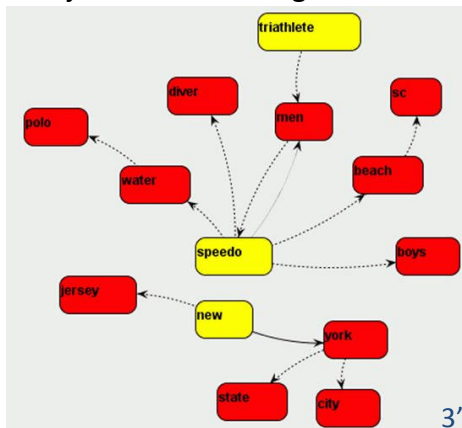 triathlete
diver
men
sc
polo
water
beach
speedo
boys
jersey
new
york
state
city
3’